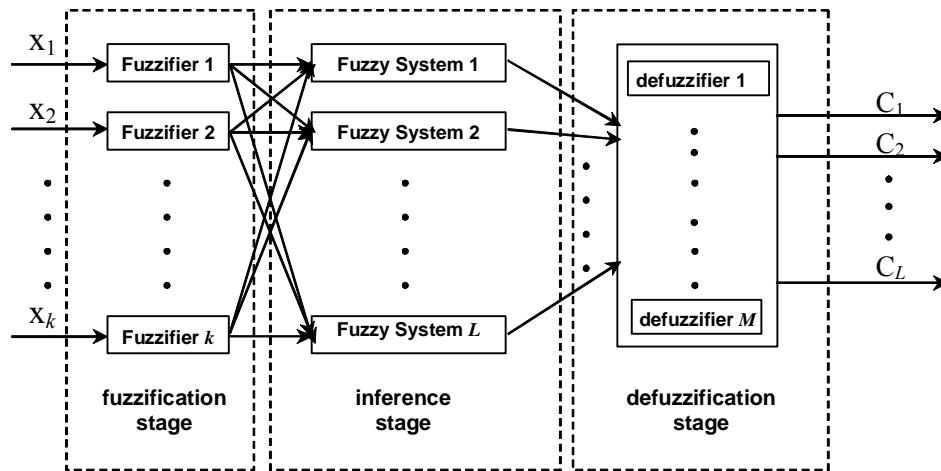 x1
Fuzzifier 1
Fuzzy System 1
defuzzifier 1
C1
x2
Fuzzifier 2
Fuzzy System 2
C2
CL
xk
Fuzzifier k
Fuzzy System L
defuzzifier M
fuzzification
stage
inference
stage
defuzzification
stage